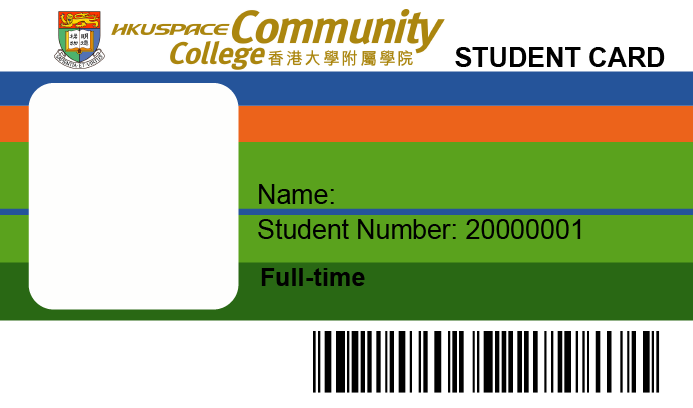 HKUSPACE Community
College 香港大學附屬學院
STUDENT CARD
Name:
Student Number: 20000001
Full-time